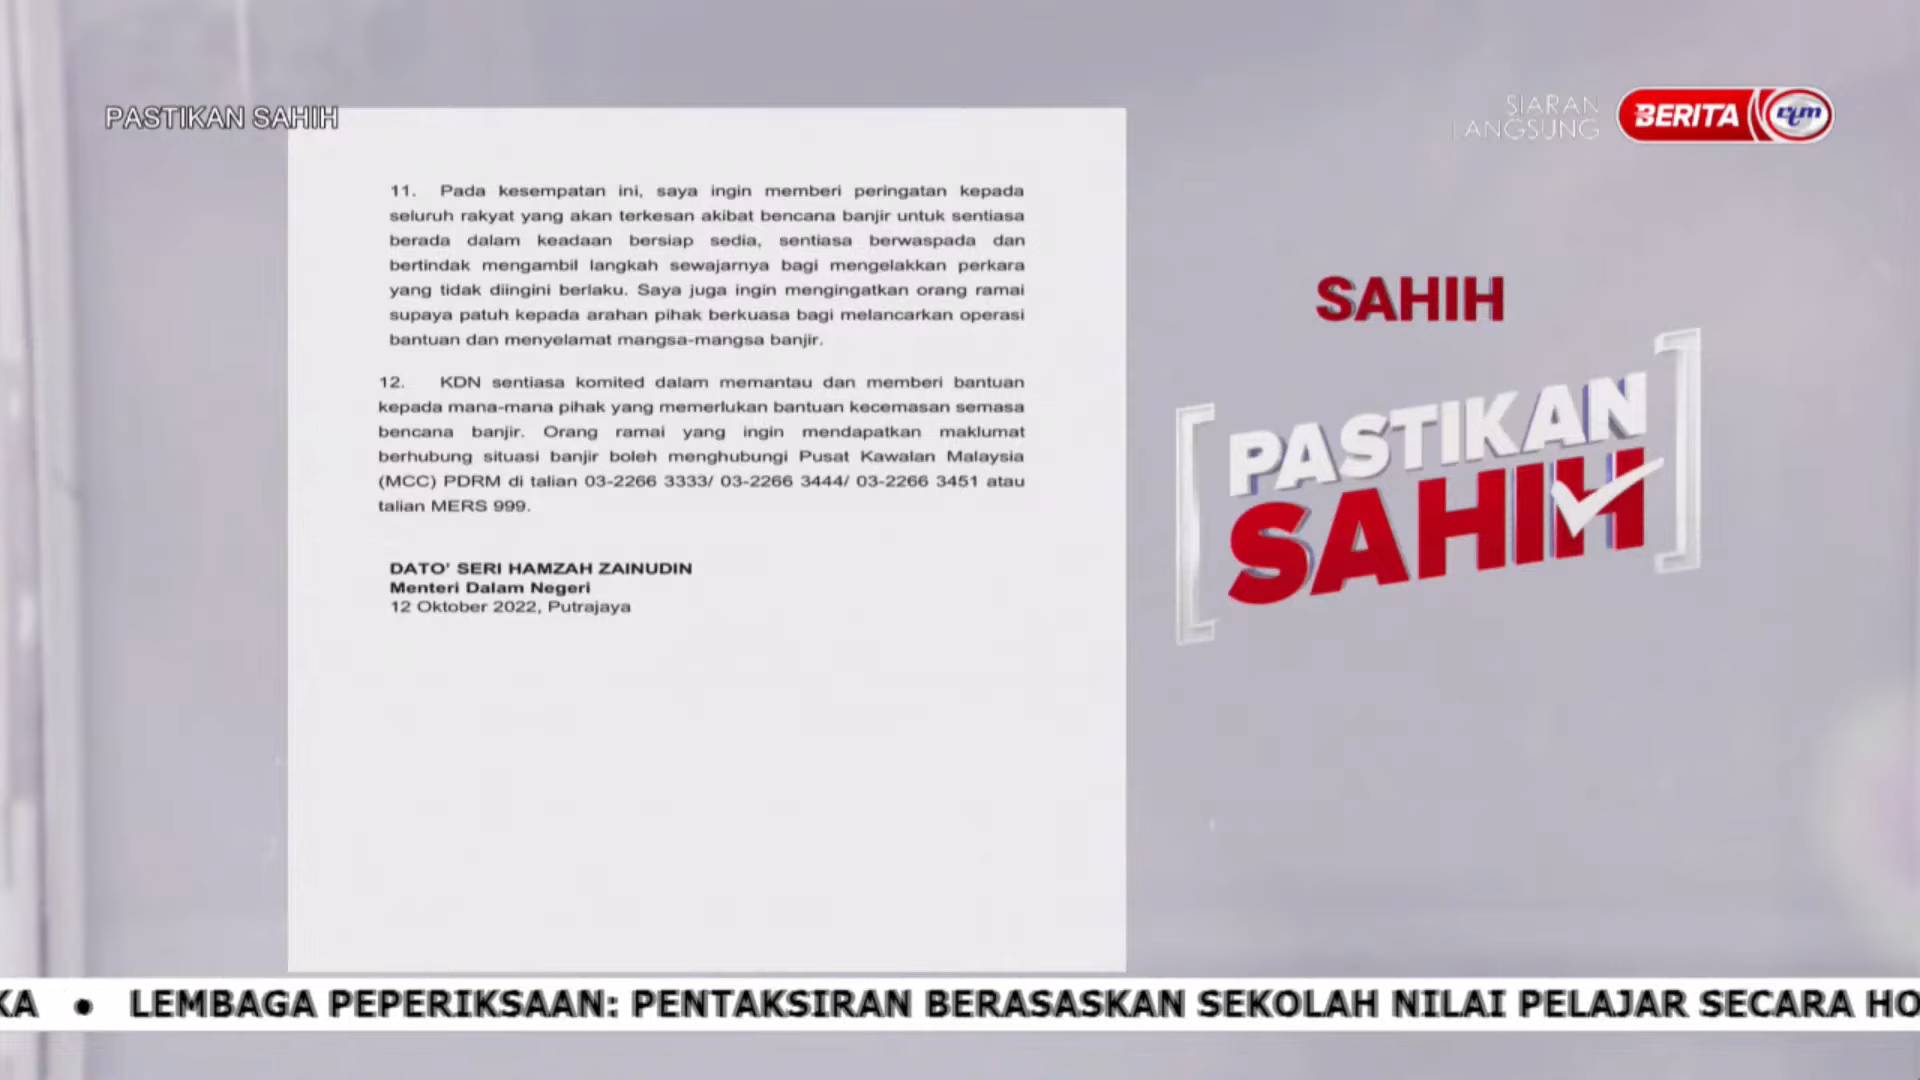 PASTIKAN SAHIH
SIARAN
LANGSUNG
BERITA rtm
11. Pada kesempatan ini, saya ingin memberi peringatan kepada
seluruh rakyat yang akan terkesan akibat bencana banjir untuk sentiasa
berada dalam keadaan bersiap sedia, sentiasa berwaspada dan
bertindak mengambil langkah sewajarnya bagi mengelakkan perkara
yang tidak diingini berlaku. Saya juga ingin mengingatkan orang ramai
supaya patuh kepada arahan pihak berkuasa bagi melancarkan operasi
bantuan dan menyelamat mangsa-mangsa banjir.
12. KDN sentiasa komited dalam memantau dan memberi bantuan
kepada mana-mana pihak yang memerlukan bantuan kecemasan semasa
bencana banjir. Orang ramai yang ingin mendapatkan maklumat
berhubung situasi banjir boleh menghubungi Pusat Kawalan Malaysia
(MCC) PDRM di talian 03-2266 3333/ 03-2266 3444/ 03-2266 3451 atau
talian MERS 999.
DATO' SERI HAMZAH ZAINUDIN
Menteri Dalam Negeri
12 Oktober 2022, Putrajaya
SAHIH
[PASTIKAN
SAHIH]
KA • LEMBAGA PEPERIKSAAN: PENTAKSIRAN BERASASKAN SEKOLAH NILAI PELAJAR SECARA HO